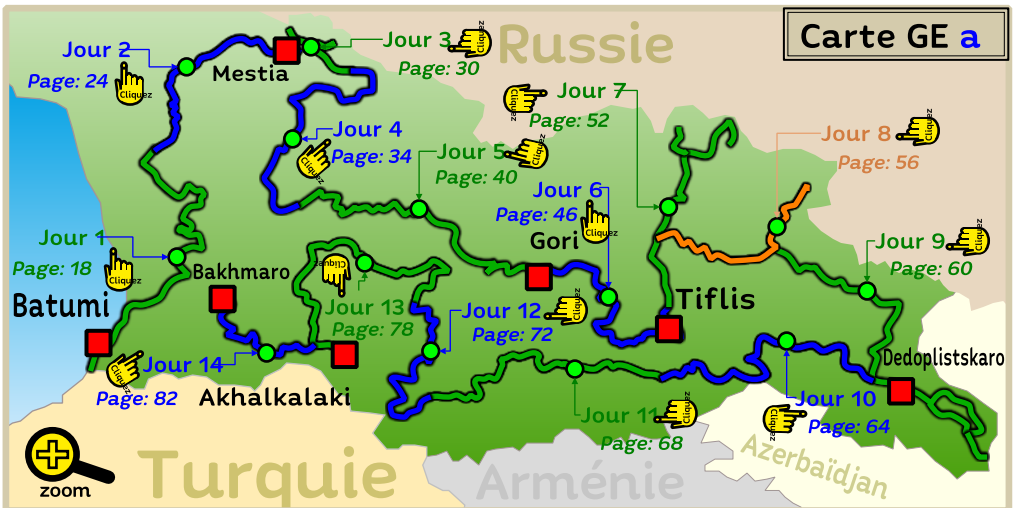 Carte GE a
Russie
Jour 2
Page: 24
Cliquez
Mestia
Jour 3
Page: 30
Cliquez
Jour 4
Page: 34
Cliquez
Jour 5
Page: 40
Cliquez
Jour 7
Page: 52
Cliquez
Jour 8
Page: 56
Cliquez
Jour 6
Page: 46
Cliquez
Gori
Jour 1
Page: 18
Cliquez
Batumi
Bakhmaro
Cliquez
Jour 13
Page: 78
Jour 12
Page: 72
Cliquez
Tiflis
Jour 9
Page: 60
Cliquez
Jour 14
Page: 82
Cliquez
Akhalkalaki
Dedoplistskaro
Jour 11
Page: 68
Cliquez
Jour 10
Page: 64
Cliquez
zoom
Turquie
Arménie
Azerbaïdjan